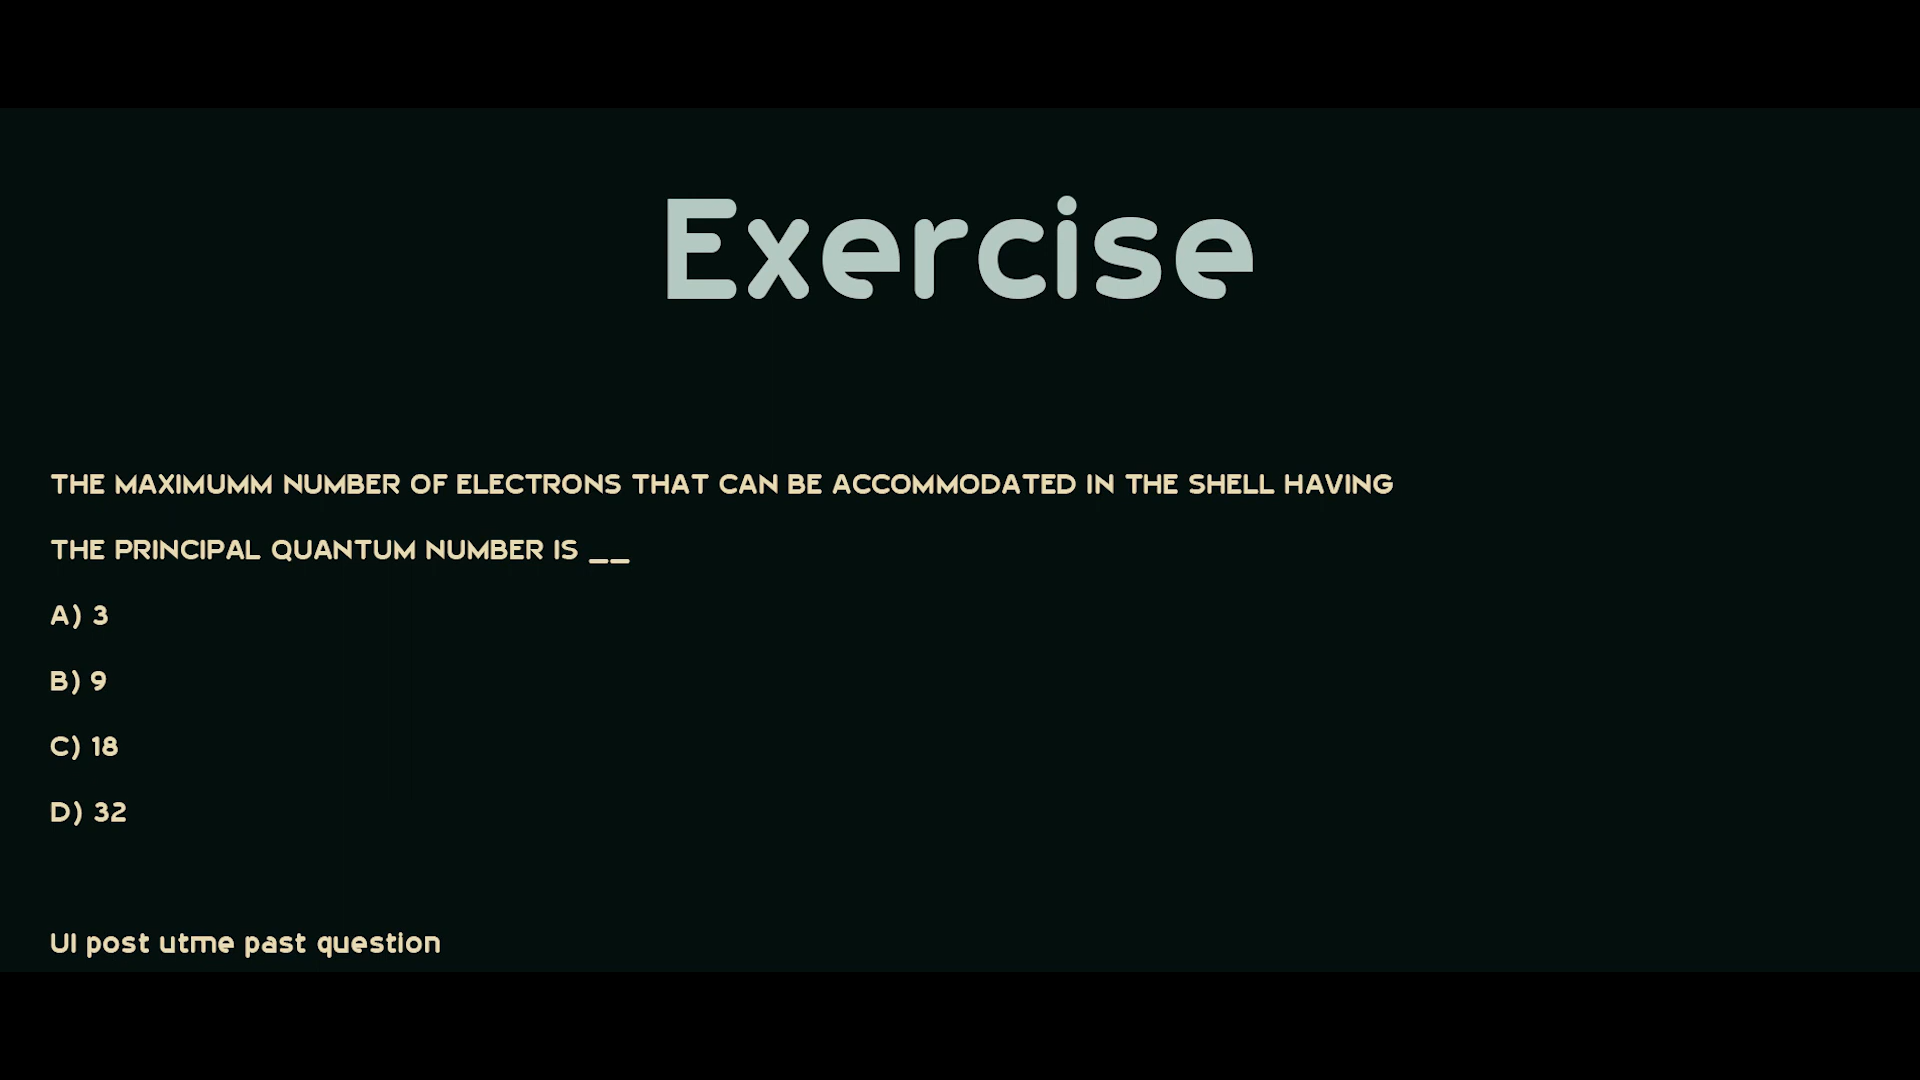 Exercise
THE MAXIMUMM NUMBER OF ELECTRONS THAT CAN BE ACCOMMODATED IN THE SHELL HAVING
THE PRINCIPAL QUANTUM NUMBER IS __
A) 3
B) 9
C) 18
D) 32
UI post utme past question